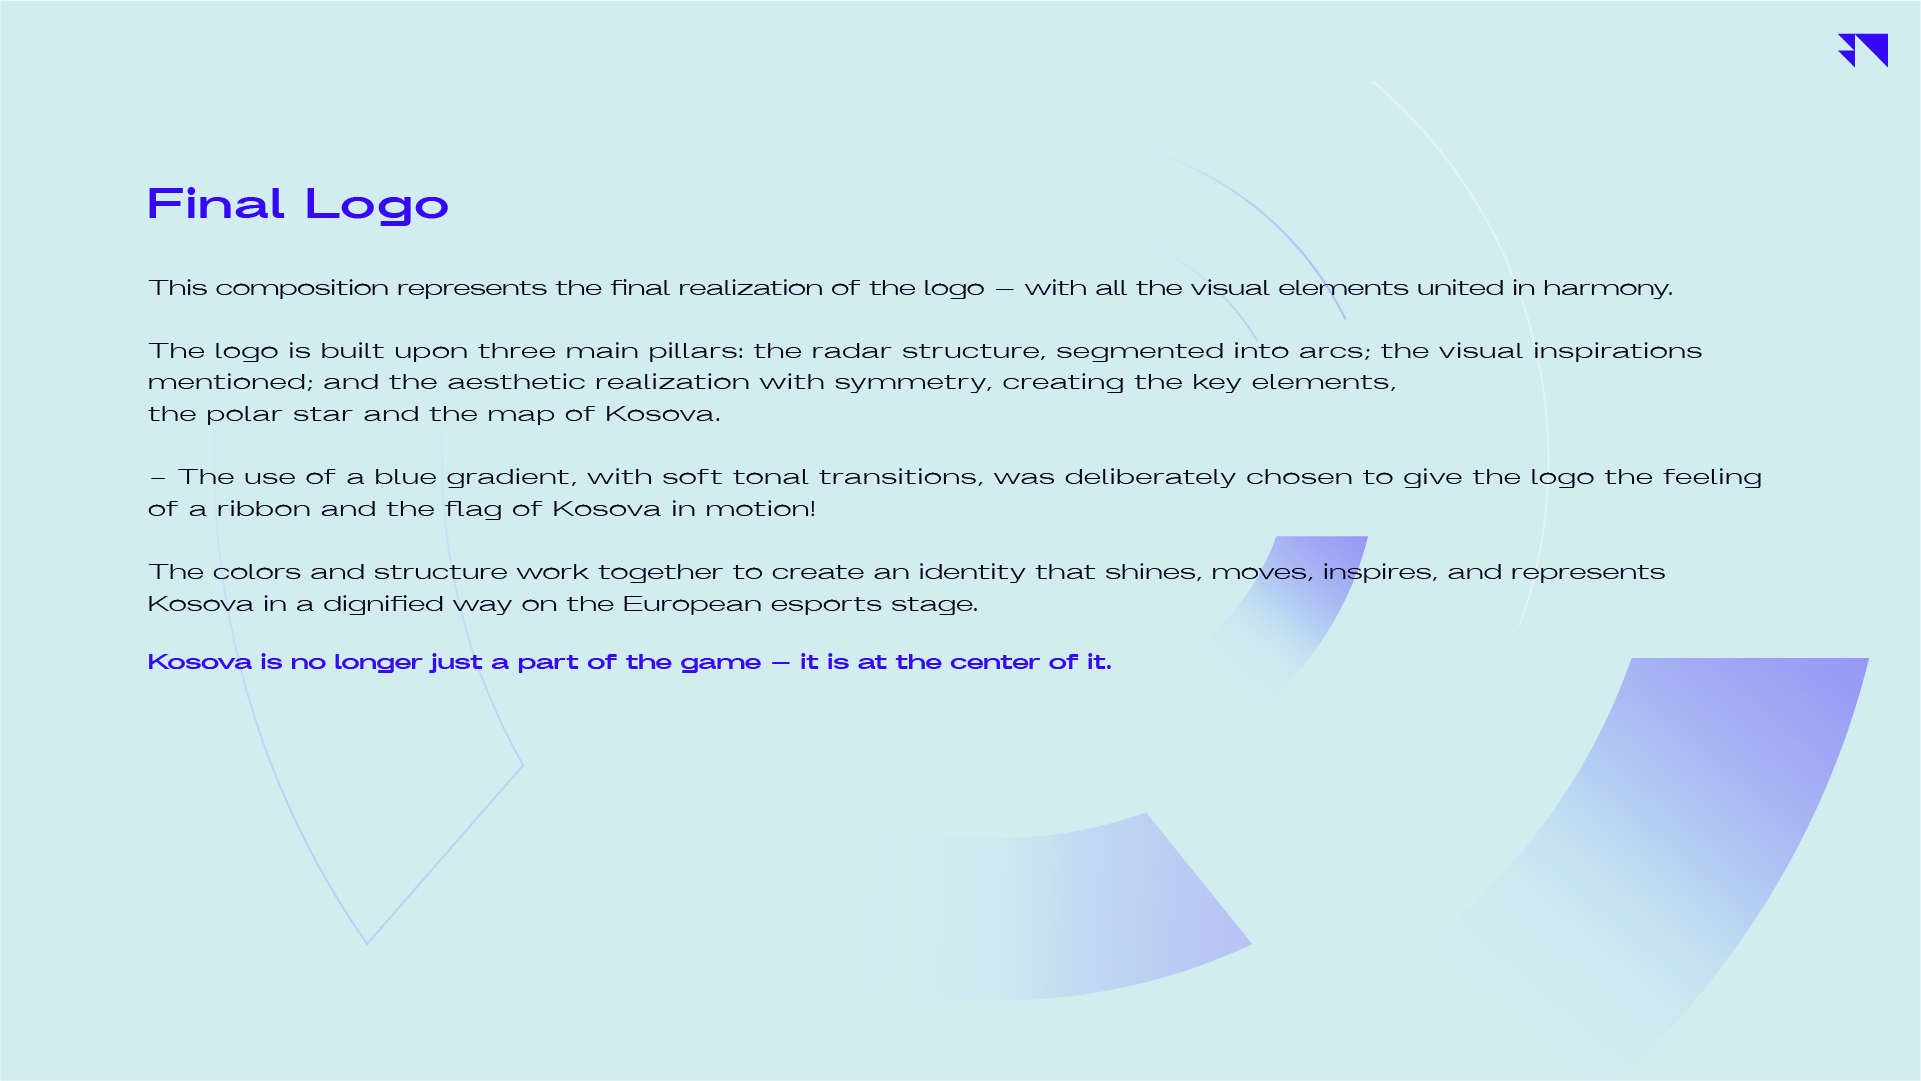 Final Logo
This composition represents the final realization of the logo – with all the visual elements united in harmony.
The logo is built upon three main pillars: the radar structure, segmented into arcs; the visual inspirations
mentioned; and the aesthetic realization with symmetry, creating the key elements,
the polar star and the map of Kosova.
– The use of a blue gradient, with soft tonal transitions, was deliberately chosen to give the logo the feeling
of a ribbon and the flag of Kosova in motion!
The colors and structure work together to create an identity that shines, moves, inspires, and represents
Kosova in a dignified way on the European esports stage.
Kosova is no longer just a part of the game – it is at the center of it.